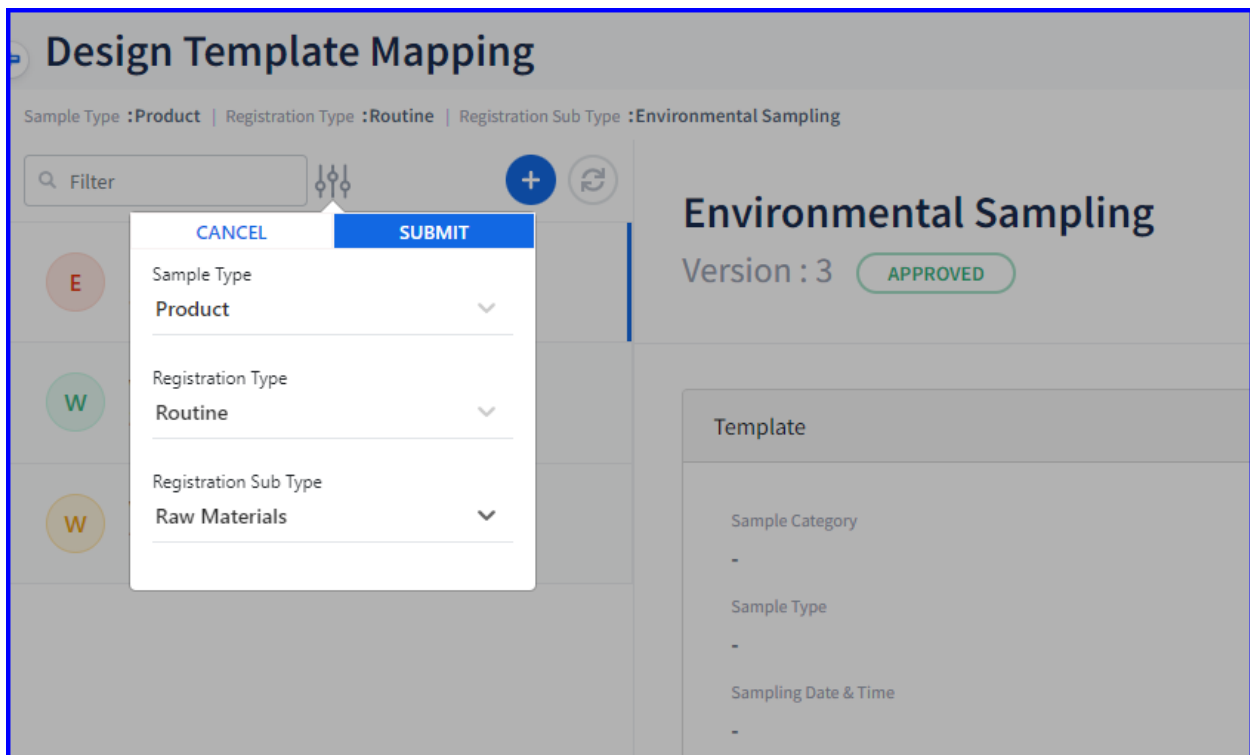 Design Template Mapping
Sample Type :Product | Registration Type :Routine | Registration Sub Type :Environmental Sampling
Filter
CANCEL SUBMIT
Sample Type
Product
Registration Type
Routine
Registration Sub Type
Raw Materials
E
W
W
Environmental Sampling
Version : 3 APPROVED
Template
Sample Category
-
Sample Type
-
Sampling Date & Time
-